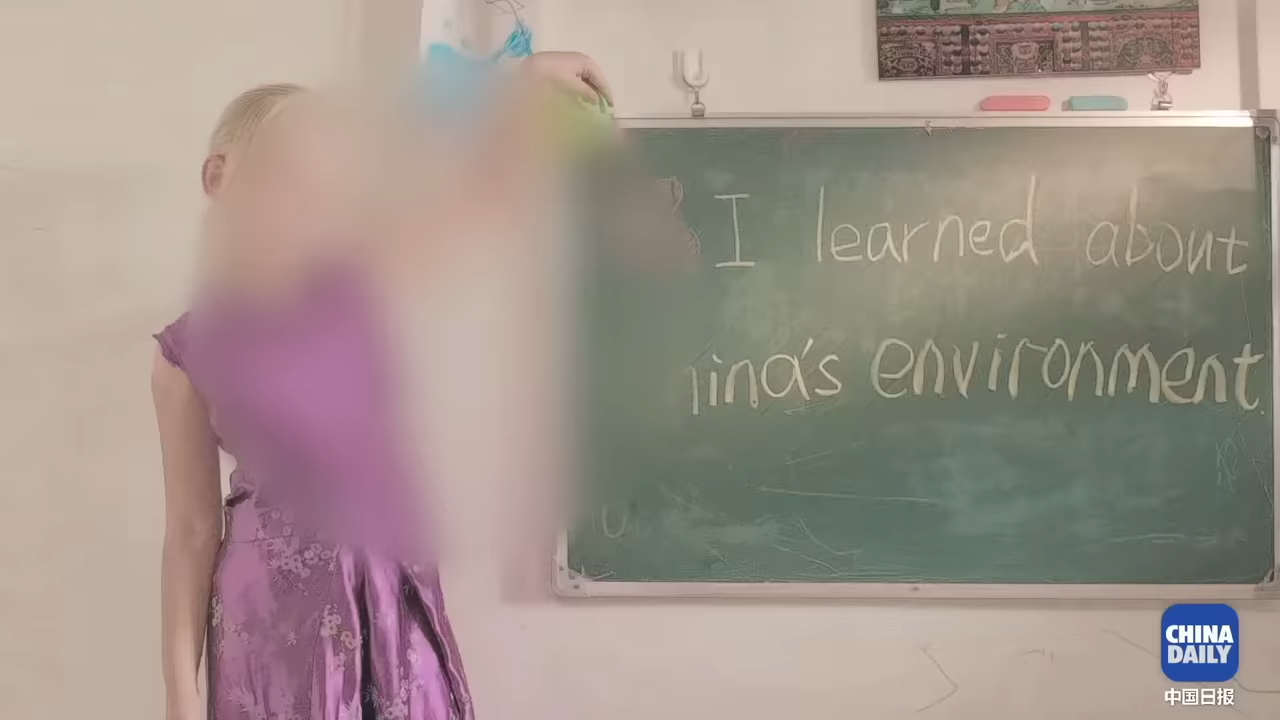 I learned about
ina's environment.
CHINA
DAILY
中国日报